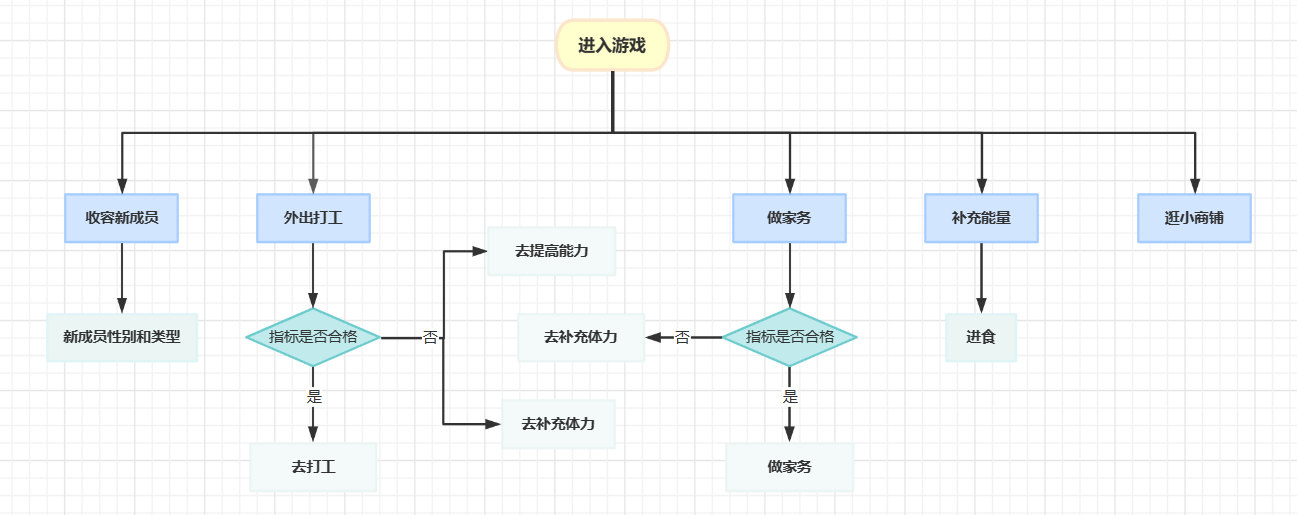 进入游戏
收容新成员
外出打工
做家务
补充能量
逛小商铺
去提高能力
新成员性别和类型
指标是否合格
否
去补充体力
否
指标是否合格
进食
是
是
去补充体力
去打工
做家务